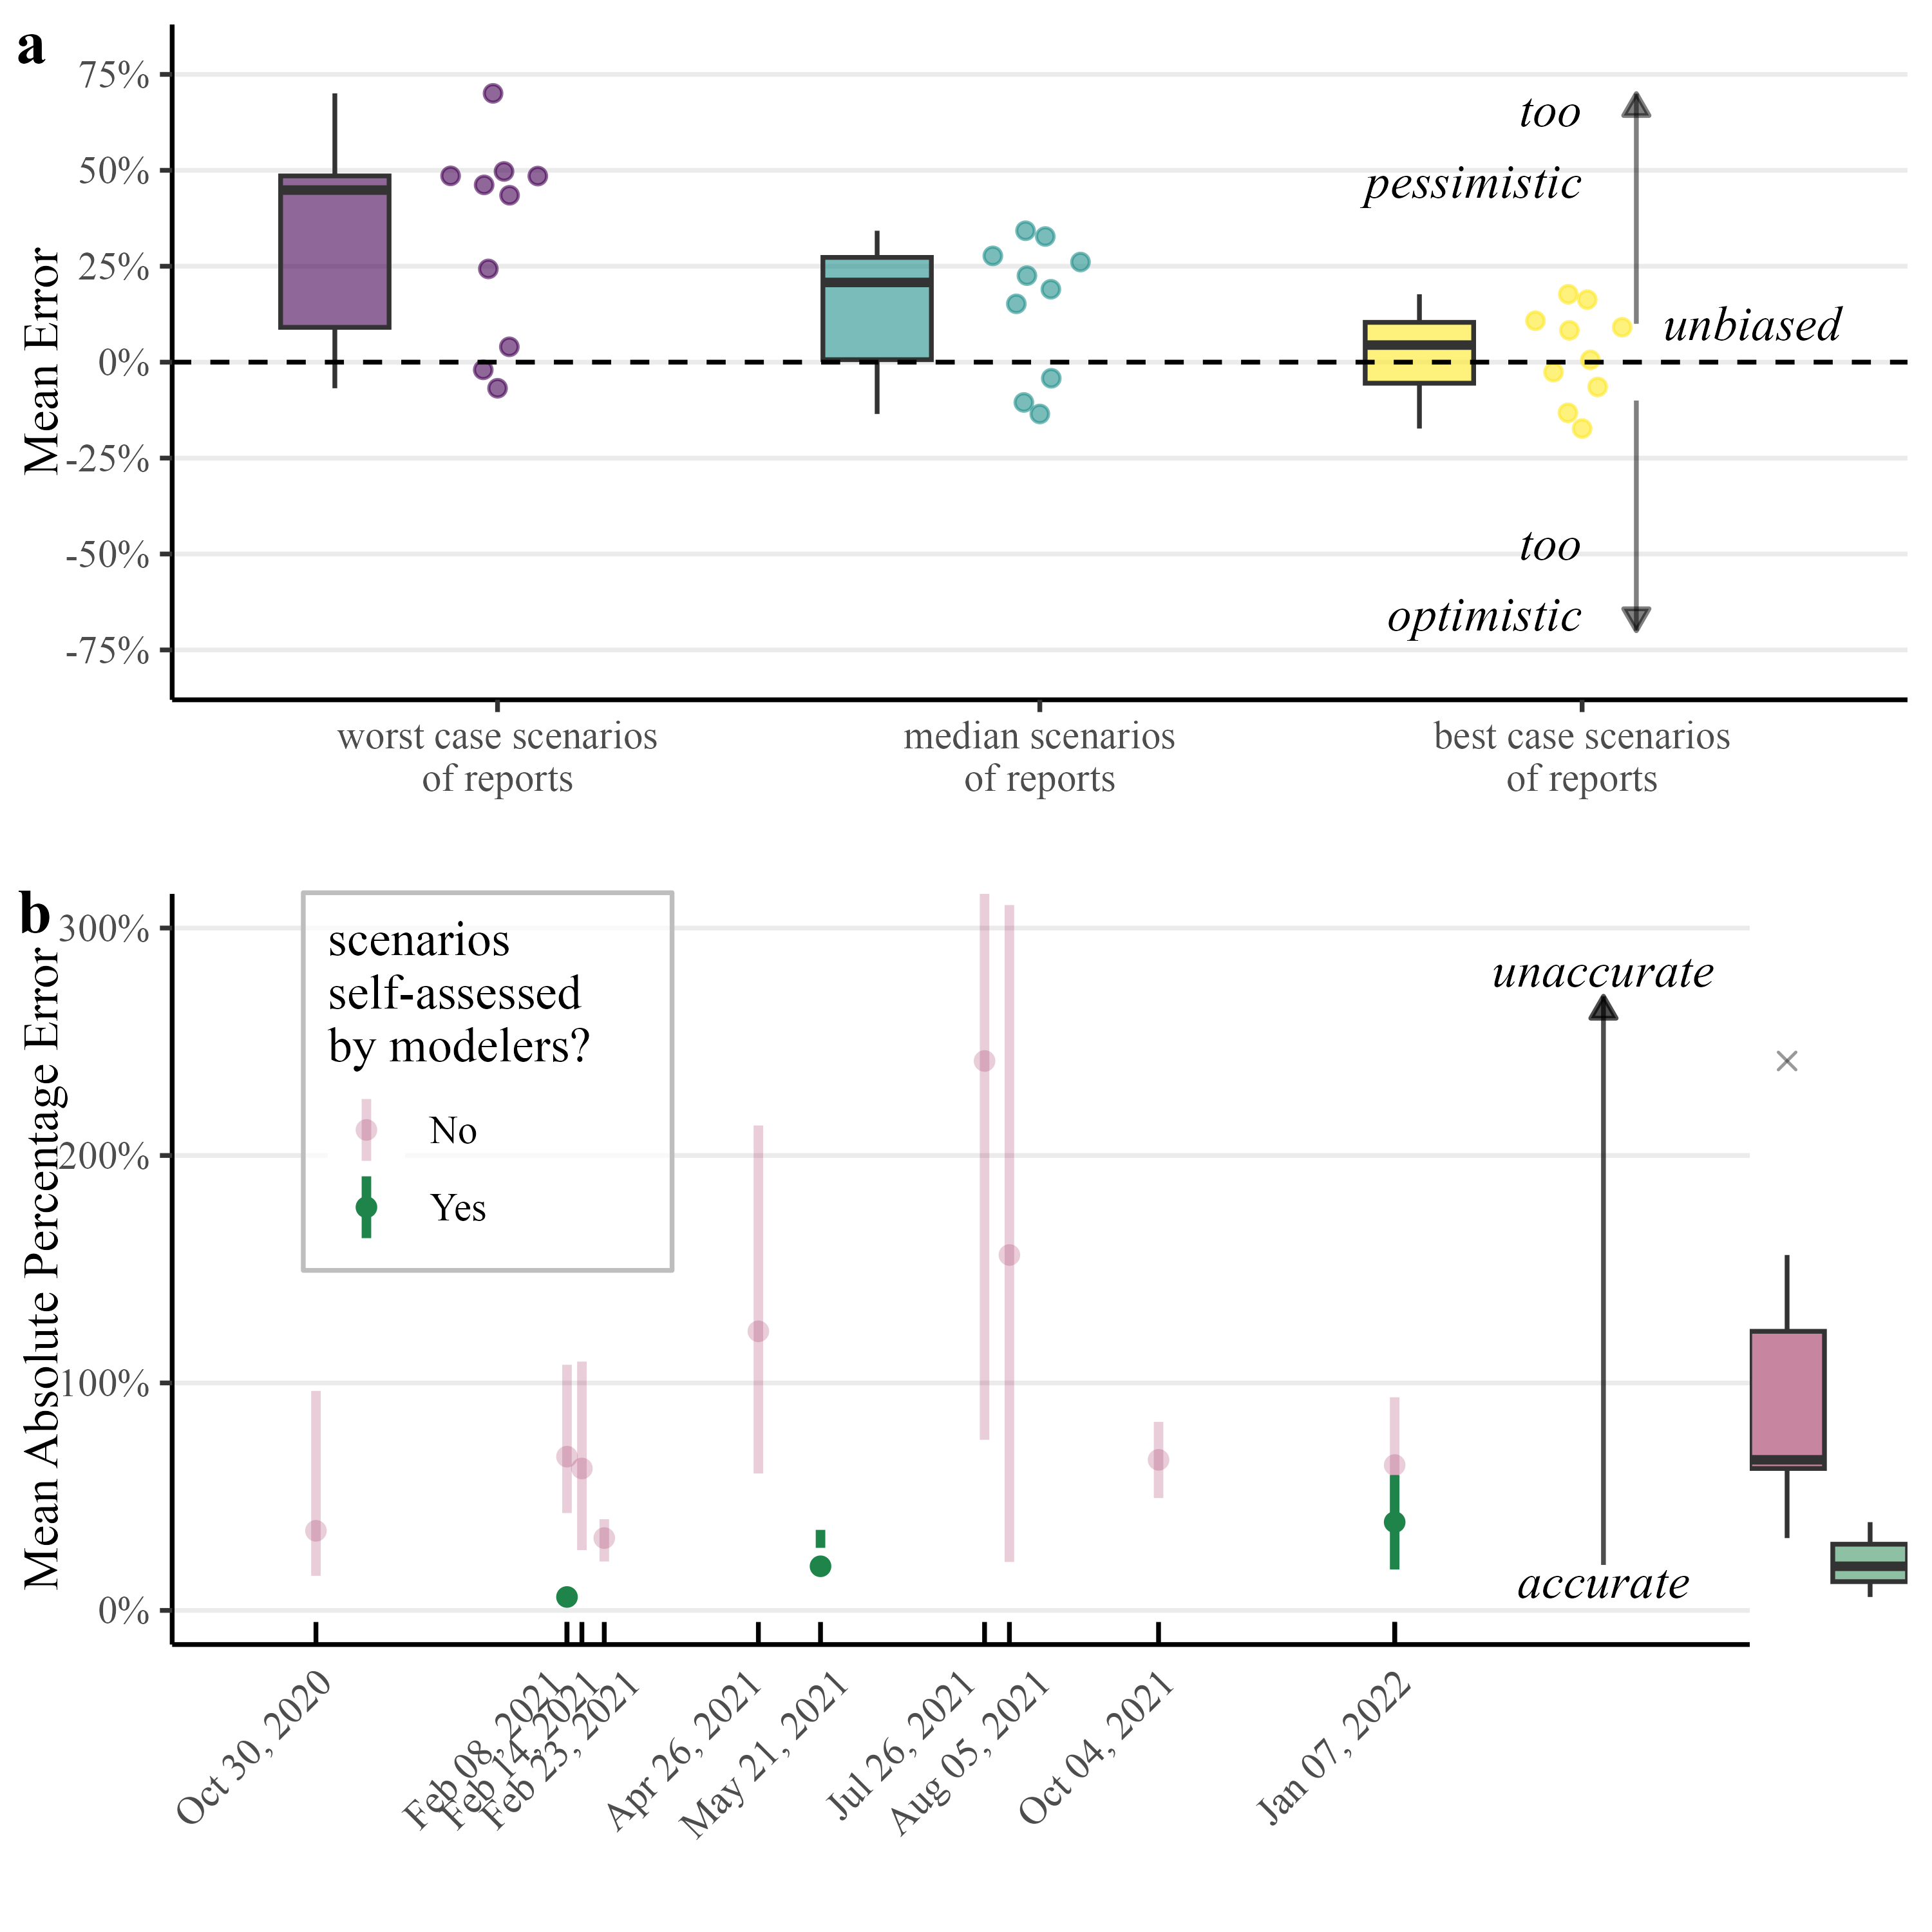 a
75%
50%
25%
0%
-25%
-50%
-75%
Mean Error
too
pessimistic
unbiased
too
optimistic
worst case scenarios
of reports
median scenarios
of reports
best case scenarios
of reports
b
300%
200%
100%
0%
Mean Absolute Percentage Error
scenarios
self-assessed
by modelers?
No
Yes
unaccurate
accurate
Oct 30, 2020
Feb 08, 2021
Feb 14, 2021
Feb 23, 2021
Apr 26, 2021
May 21, 2021
Jul 26, 2021
Aug 05, 2021
Oct 04, 2021
Jan 07, 2022